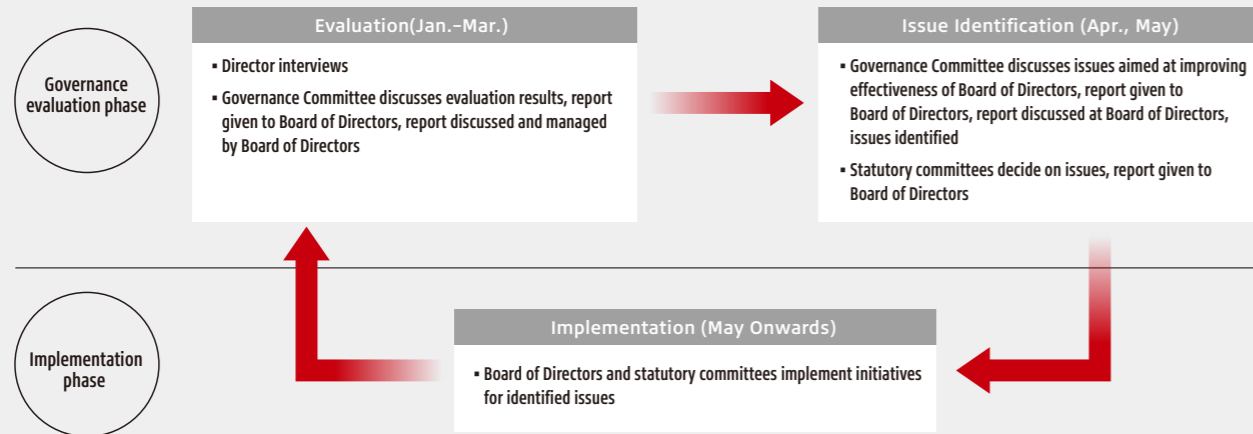 Governance
evaluation phase
Evaluation(Jan.–Mar.)
▪ Director interviews
▪ Governance Committee discusses evaluation results, report
given to Board of Directors, report discussed and managed
by Board of Directors
Issue Identification (Apr., May)
▪ Governance Committee discusses issues aimed at improving
effectiveness of Board of Directors, report given to
Board of Directors, report discussed at Board of Directors,
issues identified
▪ Statutory committees decide on issues, report given to
Board of Directors
Implementation
phase
Implementation (May Onwards)
▪ Board of Directors and statutory committees implement initiatives
for identified issues